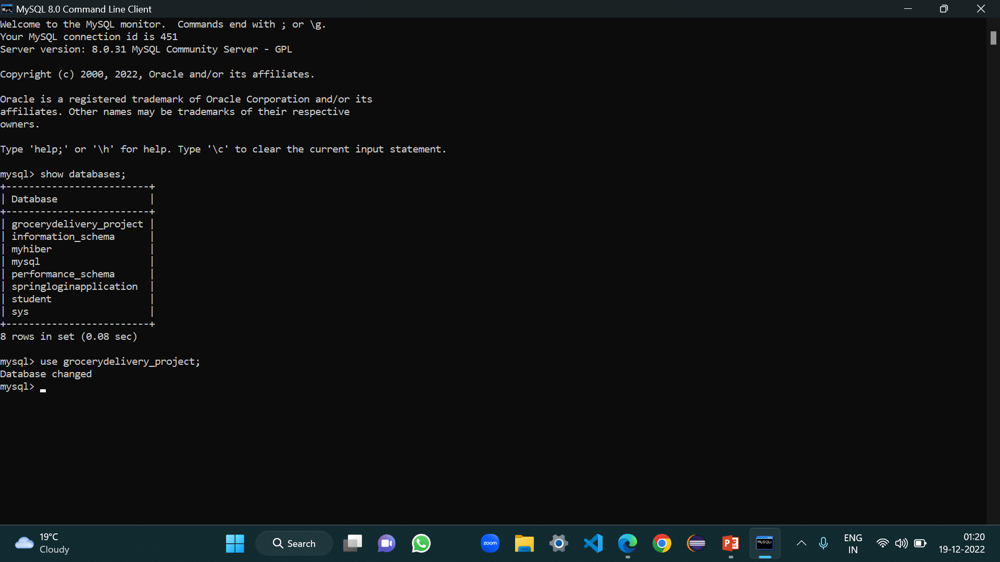 MySQL 8.0 Command Line Client
Welcome to the MySQL monitor.  Commands end with ; or \g.
Your MySQL connection id is 451
Server version: 8.0.31 MySQL Community Server - GPL

Copyright (c) 2000, 2022, Oracle and/or its affiliates.

Oracle is a registered trademark of Oracle Corporation and/or its
affiliates. Other names may be trademarks of their respective
owners.

Type 'help;' or '\h' for help. Type '\c' to clear the current input statement.

mysql> show databases;
+-------------------------+
| Database                |
+-------------------------+
| grocerydelivery_project |
| information_schema      |
| myhiber                 |
| mysql                   |
| performance_schema      |
| springloginapplication  |
| student                 |
| sys                     |
+-------------------------+
8 rows in set (0.08 sec)

mysql> use grocerydelivery_project;
Database changed
mysql> _
19°C
Cloudy
Search
zoom
P
MySQL>
ENG
IN
01:20
19-12-2022